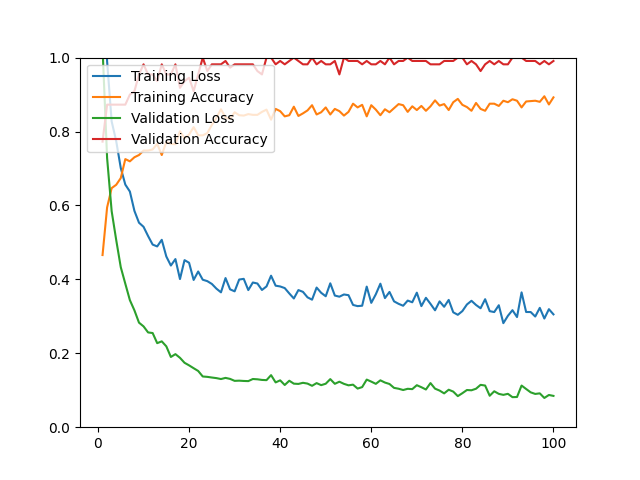 1.0
0.8
0.6
0.4
0.2
0.0
Training Loss
Training Accuracy
Validation Loss
Validation Accuracy
0 20 40 60 80 100